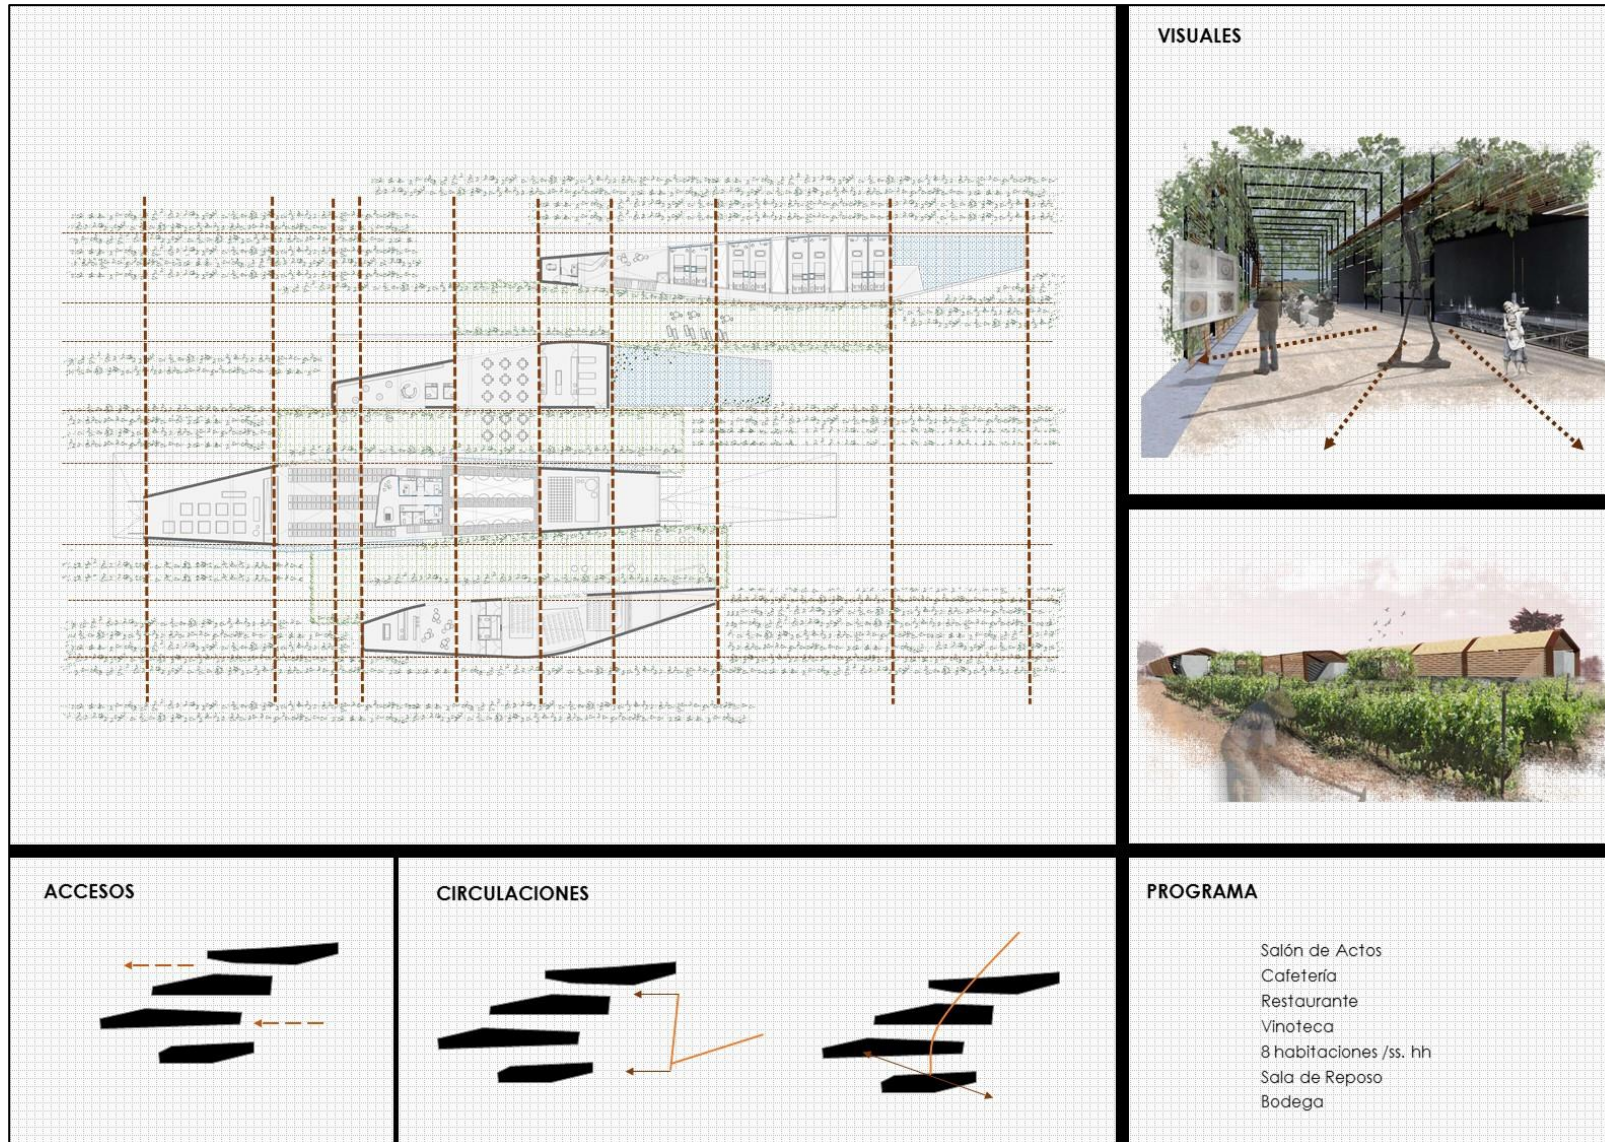 VISUALES
ACCESOS
CIRCULACIONES
PROGRAMA
Salón de Actos
Cafetería
Restaurante
Vinoteca
8 habitaciones /ss. hh
Sala de Reposo
Bodega